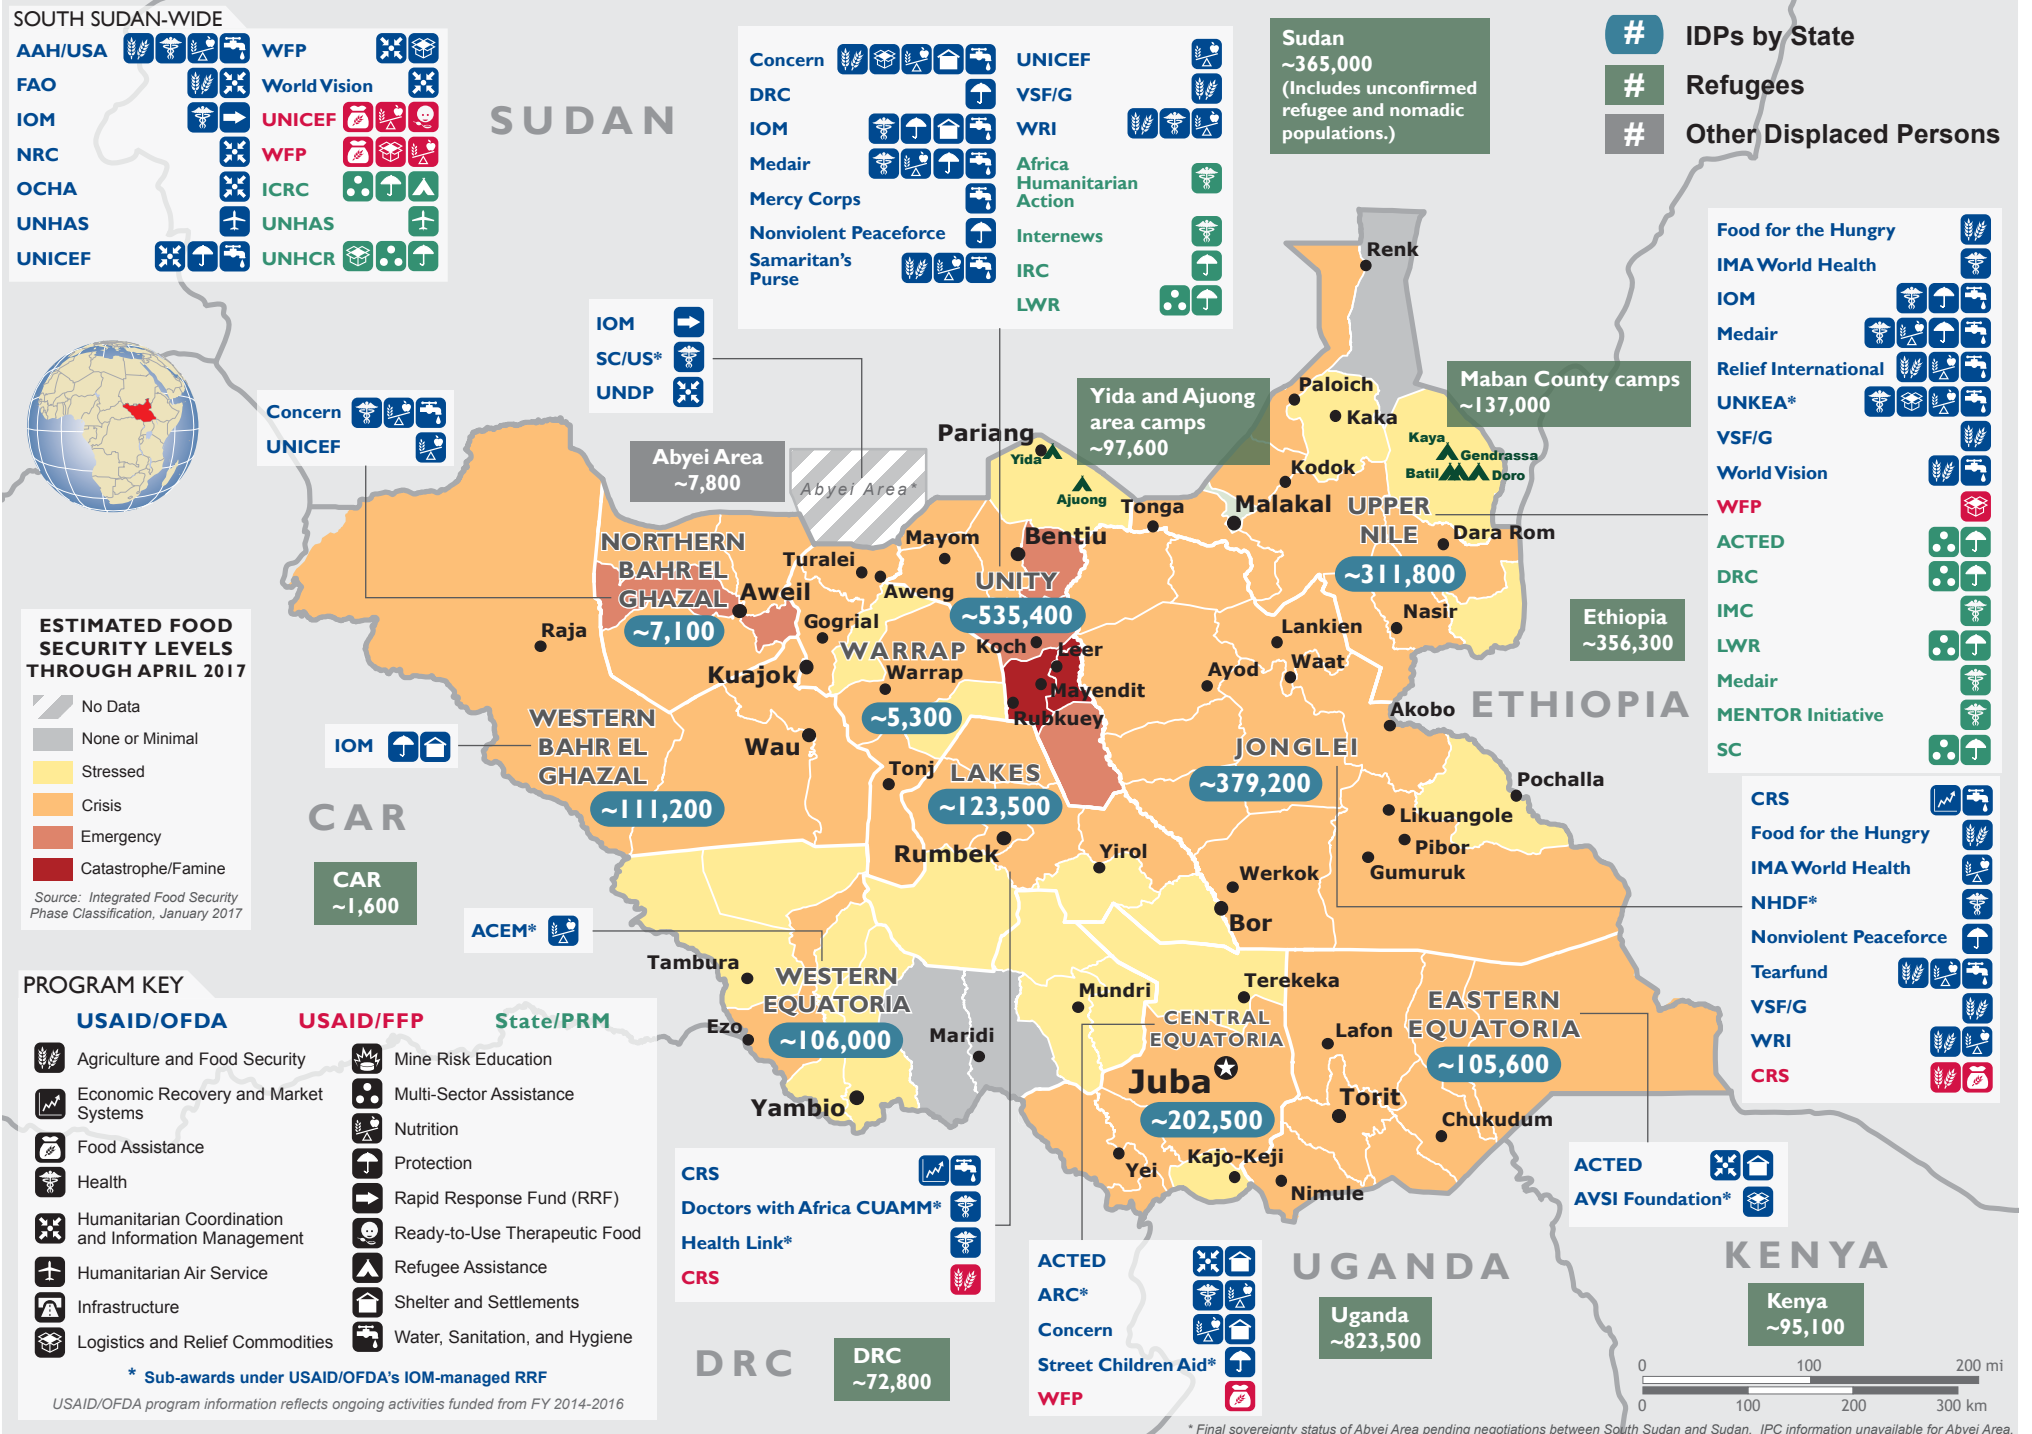 SOUTH SUDAN-WIDE
AAH/USA
FAO
IOM
NRC
OCHA
UNHAS
UNICEF
WFP
World Vision
UNICEF
WFP
ICRC
UNHAS
UNHCR
SUDAN
Concern
DRC
IOM
Medair
Mercy Corps
Nonviolent Peaceforce
Samaritan's
Purse
UNICEF
VSF/G
WRI
Africa
Humanitarian
Action
Internews
IRC
LWR
Sudan
~365,000
(Includes unconfirmed
refugee and nomadic
populations.)
# IDPs by State
# Refugees
# Other Displaced Persons
IOM
SC/US*
UNDP
Concern
UNICEF
Abyei Area
~7,800
Abyei Area*
Yida and Ajuong
area camps
~97,600
Maban County camps
~137,000
Food for the Hungry
IMA World Health
IOM
Medair
Relief International
UNKEA*
VSF/G
World Vision
WFP
ACTED
DRC
IMC
LWR
Medair
MENTOR Initiative
SC
Renk
Paloich
Kaka
Kodok
Malakal
Kaya
Gendrassa
Batil
Doro
Pariang
Yida
Ajuong
Tonga
UPPER
NILE
~311,800
Dara Rom
Nasir
NORTHERN
BAHR EL
GHAZAL
~7,100
Aweil
Raja
Turalei
Mayom
Aweng
Gogrial
Kuajok
Bentiu
UNITY
~535,400
Koch
Leer
Mayendit
Rubkuey
WARRAP
Warrap
~5,300
Lankien
Waat
Ayod
Akobo
Ethiopia
~356,300
ETHIOPIA
ESTIMATED FOOD
SECURITY LEVELS
THROUGH APRIL 2017
No Data
None or Minimal
Stressed
Crisis
Emergency
Catastrophe/Famine
Source: Integrated Food Security
Phase Classification, January 2017
IOM
WESTERN
BAHR EL
GHAZAL
~111,200
Wau
Tonj
LAKES
~123,500
Rumbek
Yirol
JONGLEI
~379,200
Pochalla
Likuangole
Pibor
Gumuruk
Werkok
Bor
CAR
CAR
~1,600
ACEM*
CRS
Food for the Hungry
IMA World Health
NHDF*
Nonviolent Peaceforce
Tearfund
VSF/G
WRI
CRS
Tambura
WESTERN
EQUATORIA
~106,000
Ezo
Maridi
Yambio
Mundri
Terekeka
CENTRAL
EQUATORIA
Juba
~202,500
Yei
Kajo-Keji
Nimule
EASTERN
EQUATORIA
~105,600
Lafon
Torit
Chukudum
PROGRAM KEY
USAID/OFDA USAID/FFP State/PRM
Agriculture and Food Security
Economic Recovery and Market
Systems
Food Assistance
Health
Humanitarian Coordination
and Information Management
Humanitarian Air Service
Infrastructure
Logistics and Relief Commodities
Mine Risk Education
Multi-Sector Assistance
Nutrition
Protection
Rapid Response Fund (RRF)
Ready-to-Use Therapeutic Food
Refugee Assistance
Shelter and Settlements
Water, Sanitation, and Hygiene
* Sub-awards under USAID/OFDA's IOM-managed RRF
USAID/OFDA program information reflects ongoing activities funded from FY 2014-2016
CRS
Doctors with Africa CUAMM*
Health Link*
CRS
ACTED
ARC*
Concern
Street Children Aid*
WFP
ACTED
AVSI Foundation*
DRC
DRC
~72,800
UGANDA
Uganda
~823,500
KENYA
Kenya
~95,100
0 100 200 mi
0 100 200 300 km
* Final sovereignty status of Abyei Area pending negotiations between South Sudan and Sudan. IPC information unavailable for Abyei Area.